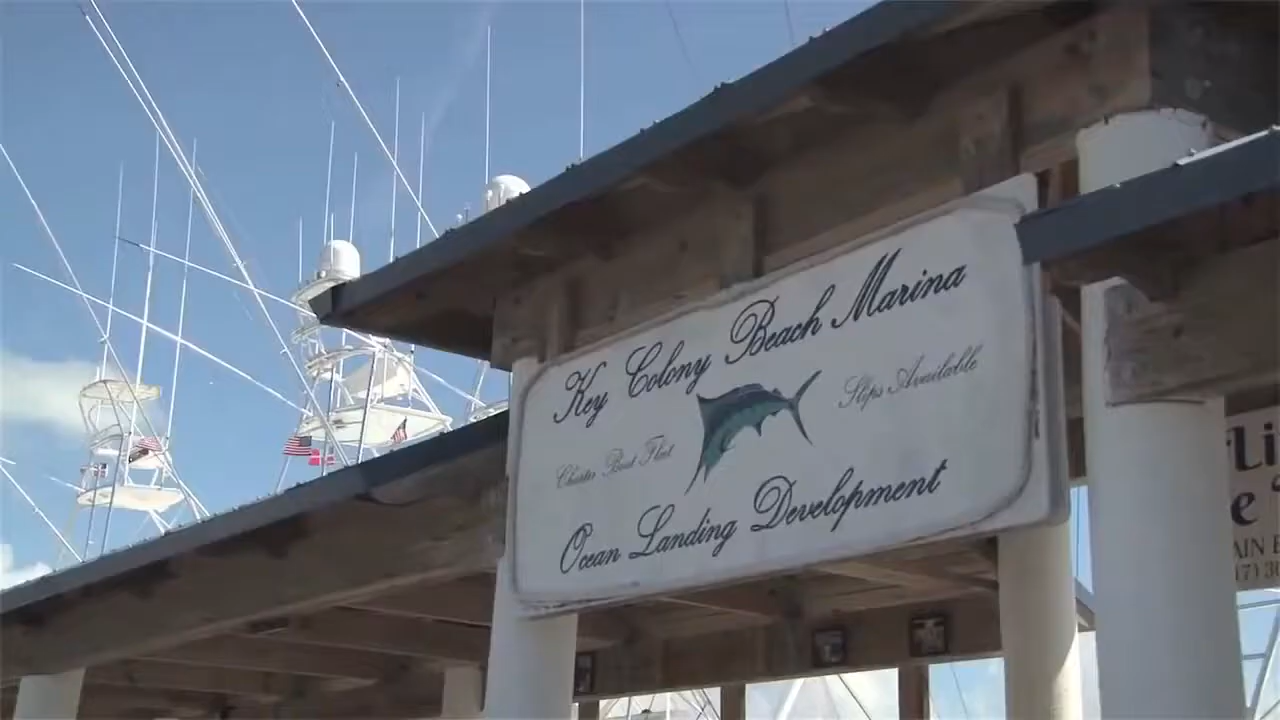 Key Colony Beach Marina
Slips Available
Charter Boat Fleet
Ocean Landing Development